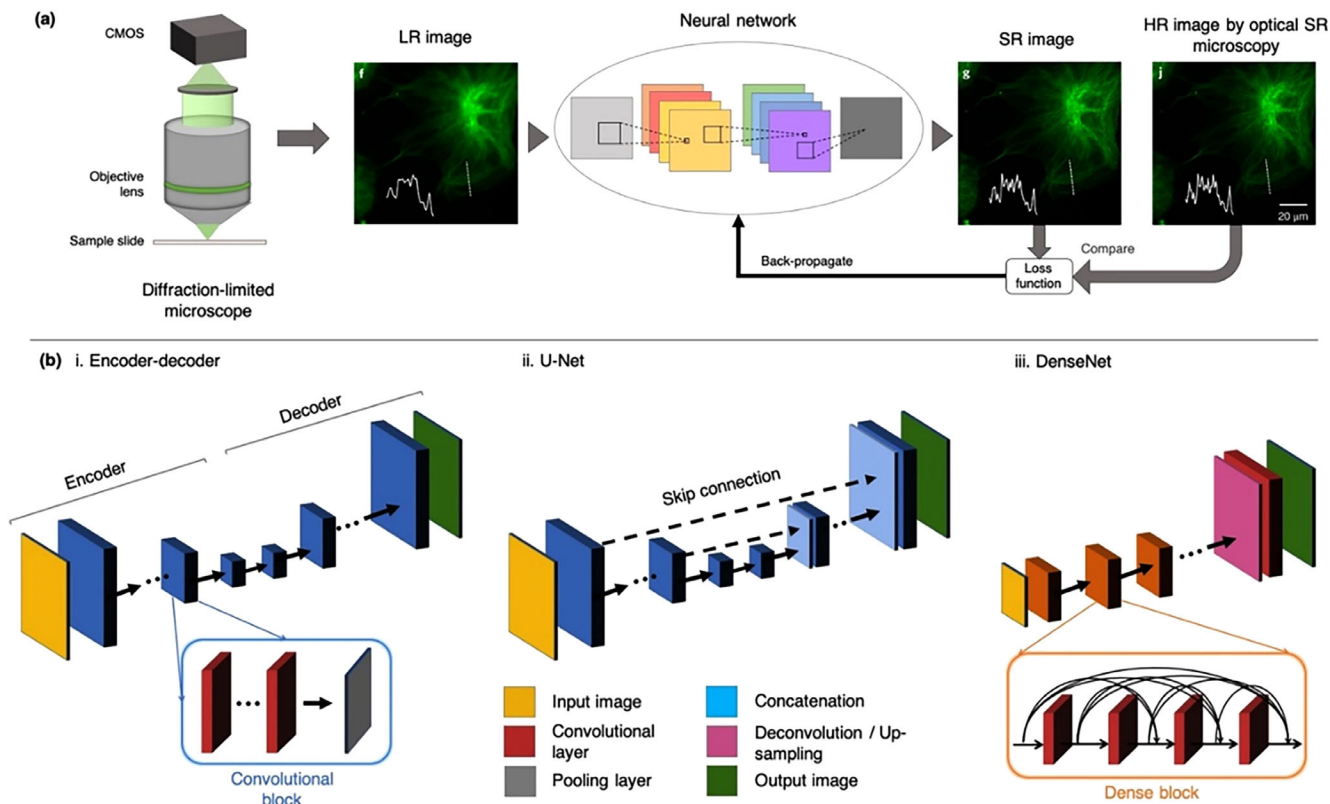 (a)
CMOS
Objective
lens
Sample slide
Diffraction-limited
microscope
LR image
f
Neural network
SR image
g
HR image by optical SR
microscopy
j
20 µm
Back-propagate
Loss
function
Compare
(b) i. Encoder-decoder
ii. U-Net
iii. DenseNet
Encoder
Decoder
Skip connection
Convolutional
block
Input image
Convolutional
layer
Pooling layer
Concatenation
Deconvolution / Up-
sampling
Output image
Dense block